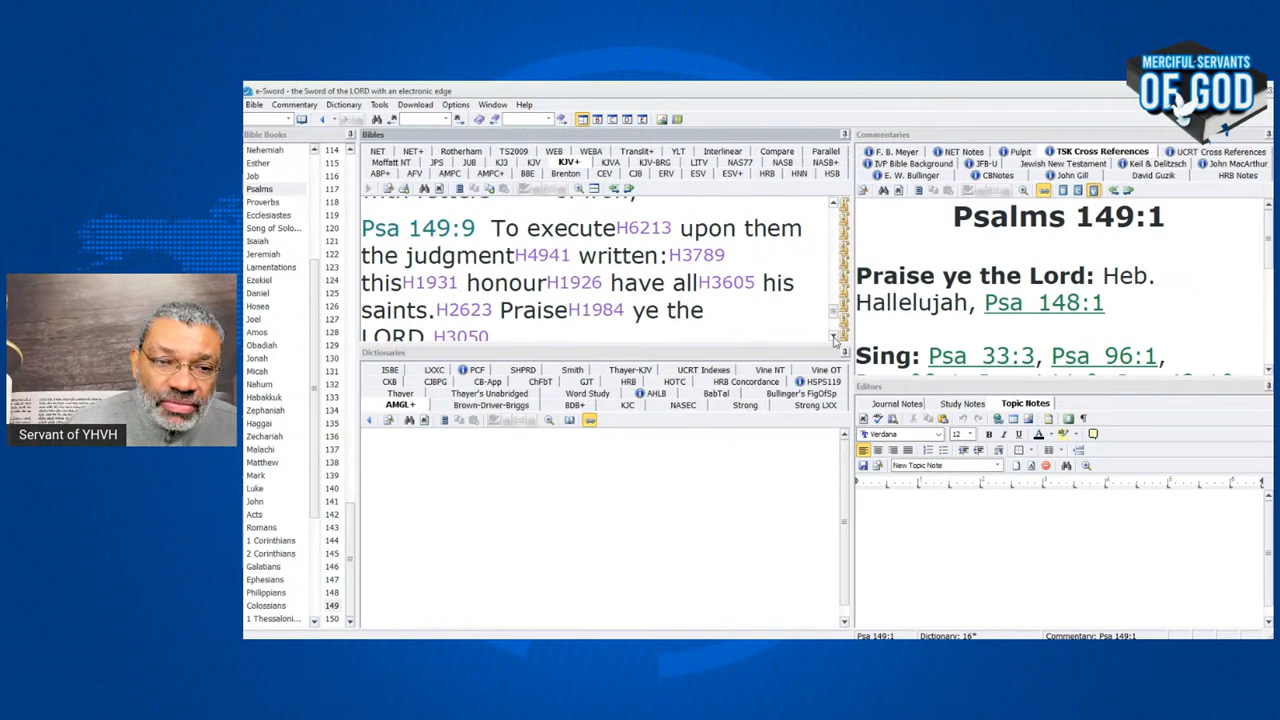 MERCIFUL-SERVANTS
OF GOD
e-Sword - the Sword of the LORD with an electronic edge
Bible Commentary Dictionary Tools Download Options Window Help
Bible Books
Nehemiah 114
Esther 115
Job 116
Psalms 117
Proverbs 118
Ecclesiastes 119
Song of Solo... 120
Isaiah 121
Jeremiah 122
Lamentations 123
Ezekiel 124
Daniel 125
Hosea 126
Joel 127
Amos 128
Obadiah 129
Jonah 130
Micah 131
Nahum 132
Habakkuk 133
Zephaniah 134
Haggai 135
Zechariah 136
Malachi 137
Matthew 138
Mark 139
Luke 140
John 141
Acts 142
Romans 143
1 Corinthians 144
2 Corinthians 145
Galatians 146
Ephesians 147
Philippians 148
Colossians 149
1 Thessaloni... 150
Bibles
NET NET+ Rotherham TS2009 WEB WEBA Translit+ YLT Interlinear Compare Parallel
Moffatt NT JPS JUB KJ3 KJV KJV+ KJVA KJV-BRG LITV NAS77 NASB NASB+
ABP+ AFV AMP AMPC AMPC+ BBE Brenton CEV CJB ERV ESV ESV+ HRB HNN HSB
Psa 149:9 To executeH6213 upon them
the judgmentH4941 written:H3789
thisH1931 honourH1926 have allH3605 his
saints.H2623 PraiseH1984 ye the
LORD.H3050
Dictionaries
ISBE LXXC PCF SHPRD Smith Thayer-KJV UCRT Indexes Vine NT Vine OT
CKB CJBPG CB-App ChFbT GJT HRB HOTC HRB Concordance HSPS119
Thayer Thayer's Unabridged Word Study AHLB BabTal Bullinger's FigOfSp
AMGL+ Brown-Driver-Briggs BDB+ KJC NASEC Strong Strong LXX
Commentaries
F. B. Meyer NET Notes Pulpit TSK Cross References UCRT Cross References
IVP Bible Background JFB-U Jewish New Testament Keil & Delitzsch John MacArthur
E. W. Bullinger CBNotes John Gill David Guzik HRB Notes
Psalms 149:1
Praise ye the Lord: Heb.
Hallelujah, Psa 148:1
Sing: Psa 33:3, Psa 96:1,
Editors
Journal Notes Study Notes Topic Notes
Verdana 12 B I U
New Topic Note
Psa 149:1 Dictionary: 16* Commentary: Psa 149:1
Servant of YHVH